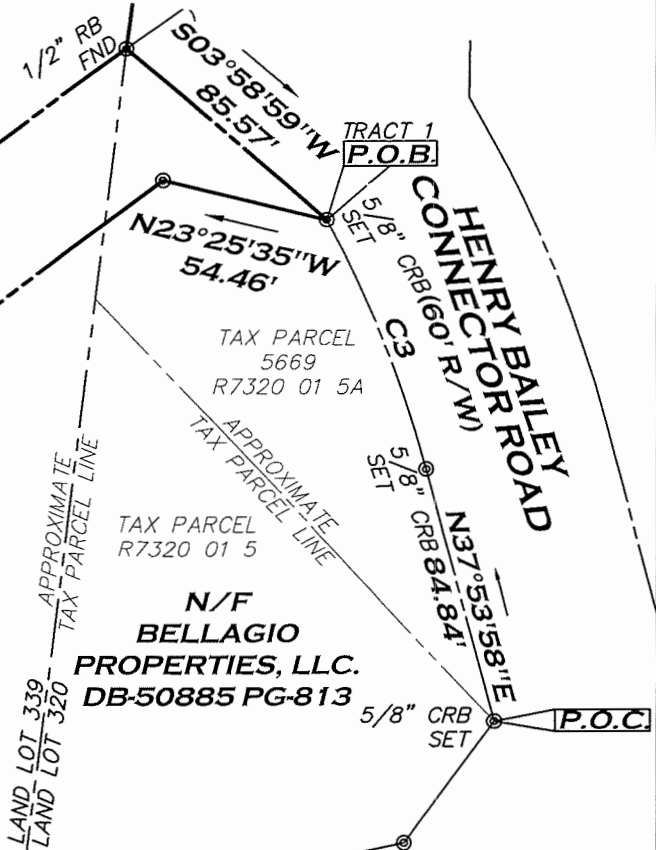 1/2" RB
FND
S03°58'59"W
85.57'
TRACT 1
P.O.B.
N23°25'35"W
54.46'
5/8" CRB
SET
HENRY BAILEY
CONNECTOR ROAD
(60' R/W)
C3
TAX PARCEL
5669
R7320 01 5A
APPROXIMATE
TAX PARCEL LINE
5/8" CRB
SET
APPROXIMATE
TAX PARCEL LINE
TAX PARCEL
R7320 01 5
N37°53'58"E
84.84'
N/F
BELLAGIO
PROPERTIES, LLC.
DB-50885 PG-813
5/8" CRB
SET
P.O.C.
LAND LOT 339
LAND LOT 320